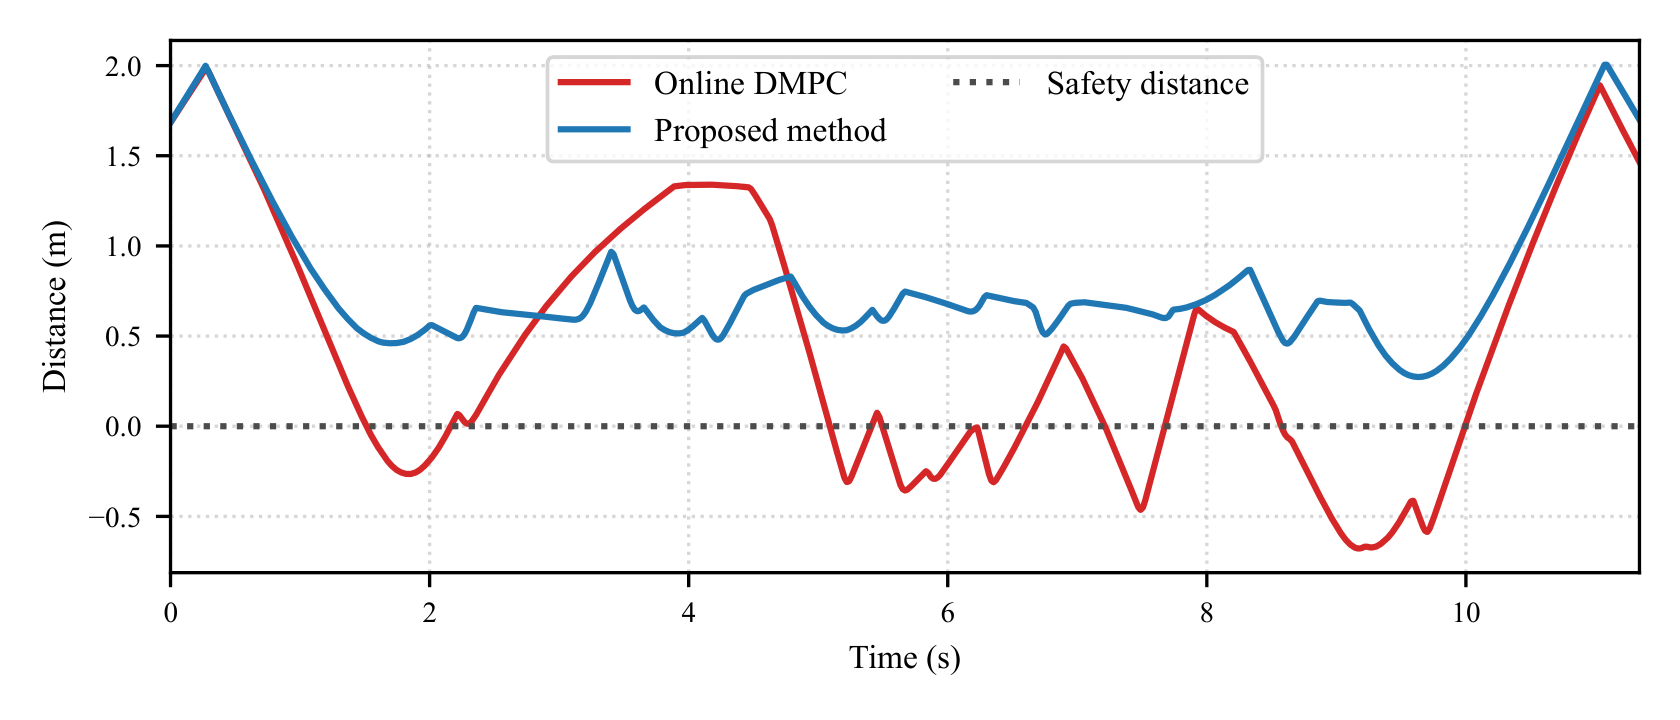 Online DMPC
Proposed method
Safety distance
Distance (m)
2.0
1.5
1.0
0.5
0.0
−0.5
0 2 4 6 8 10
Time (s)